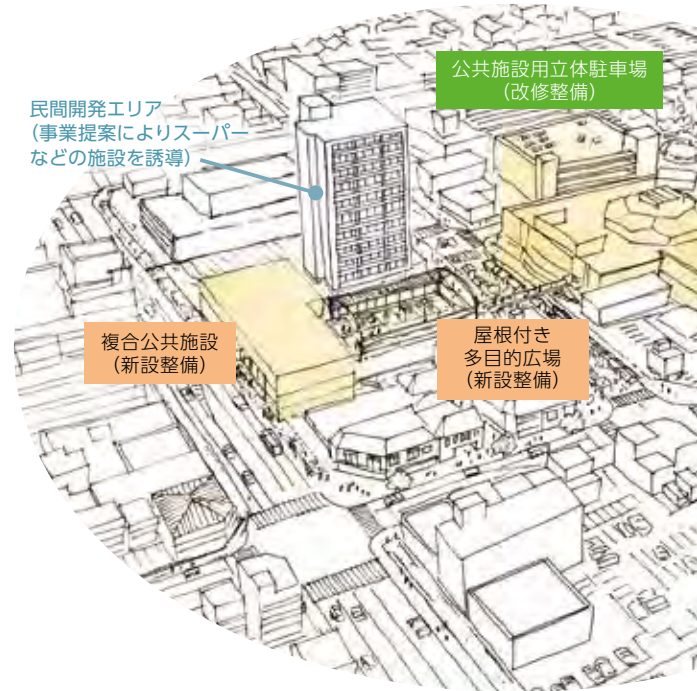 公共施設用立体駐車場
（改修整備）
民間開発エリア
（事業提案によりスーパー
などの施設を誘導）
複合公共施設
（新設整備）
屋根付き
多目的広場
（新設整備）